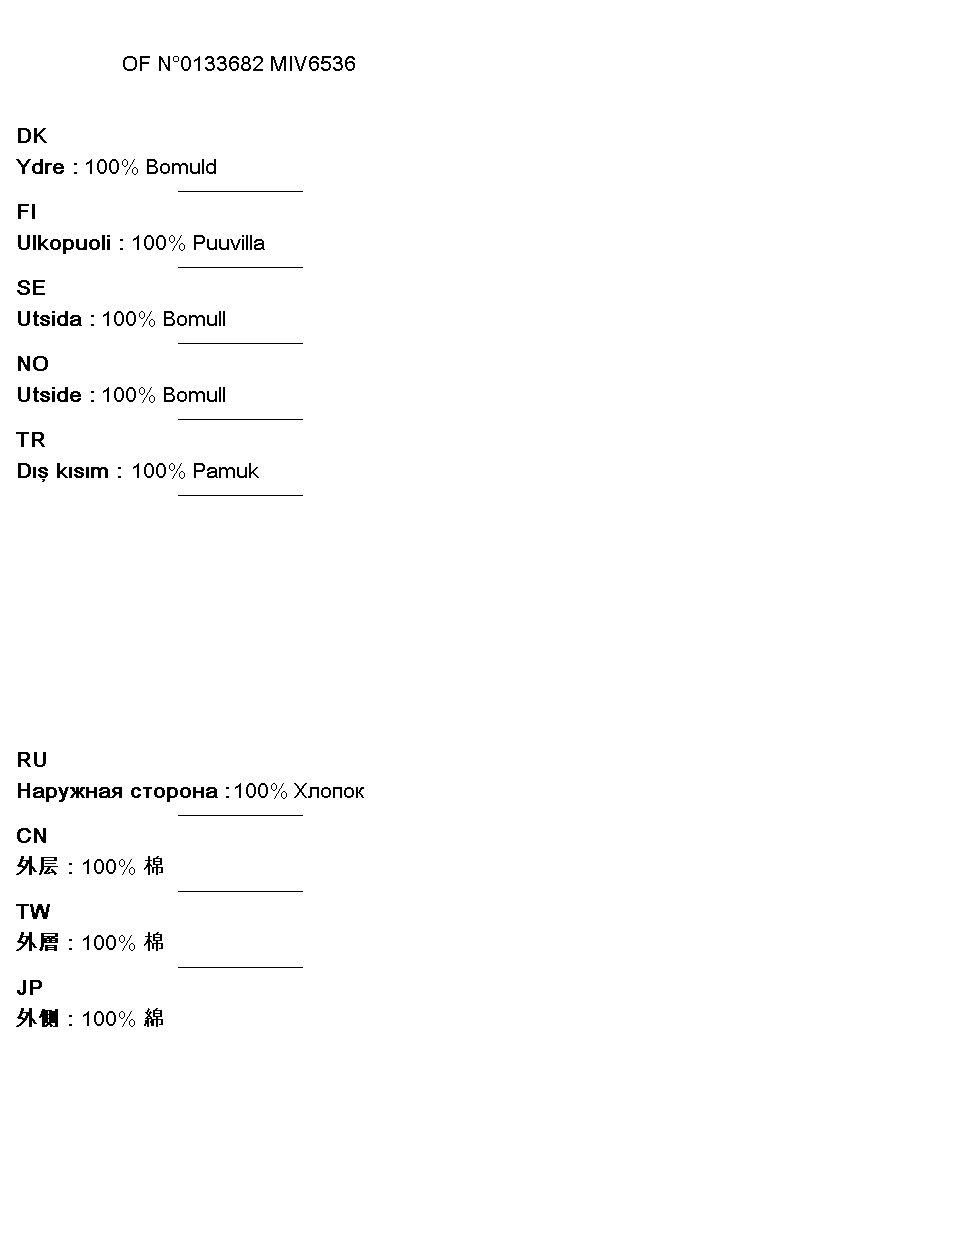 OF N°0133682 MIV6536
DK
Ydre : 100% Bomuld
FI
Ulkopuoli : 100% Puuvilla
SE
Utsida : 100% Bomull
NO
Utside : 100% Bomull
TR
Dış kısım : 100% Pamuk
RU
Наружная сторона :100% Хлопок
CN
外层 : 100% 棉
TW
外層 : 100% 棉
JP
外側 : 100% 綿